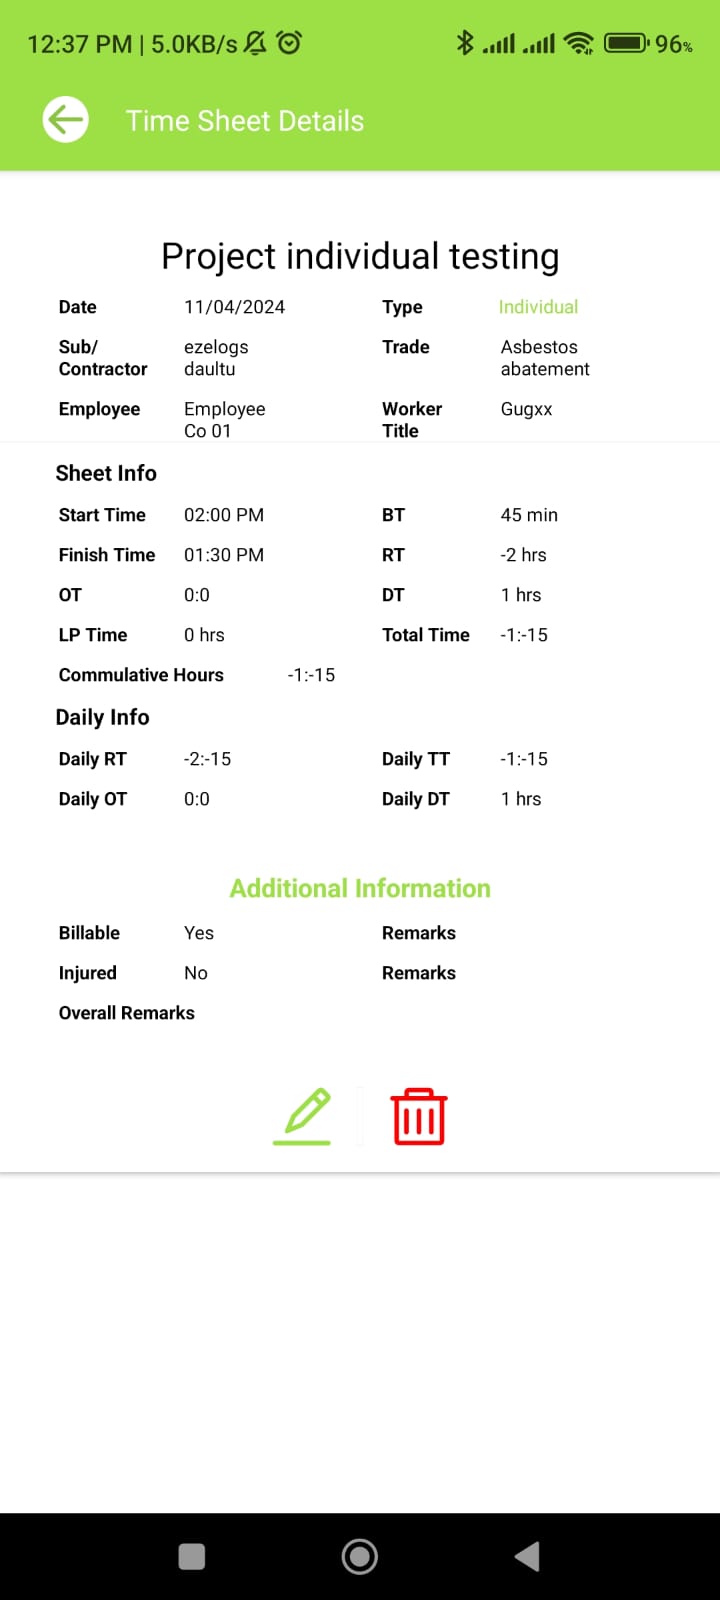 12:37 PM | 5.0KB/s 96%
Time Sheet Details
Project individual testing
Date 11/04/2024 Type Individual
Sub/ ezelogs Trade Asbestos
Contractor daultu abatement
Employee Employee Worker Gugxx
Co 01 Title
Sheet Info
Start Time 02:00 PM BT 45 min
Finish Time 01:30 PM RT -2 hrs
OT 0:0 DT 1 hrs
LP Time 0 hrs Total Time -1:-15
Commulative Hours -1:-15
Daily Info
Daily RT -2:-15 Daily TT -1:-15
Daily OT 0:0 Daily DT 1 hrs
Additional Information
Billable Yes Remarks
Injured No Remarks
Overall Remarks